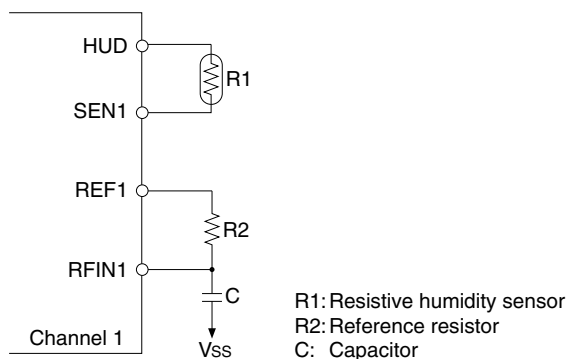 HUD
R1
SEN1
REF1
R2
RFIN1
C
Channel 1
VSS
R1: Resistive humidity sensor
R2: Reference resistor
C: Capacitor